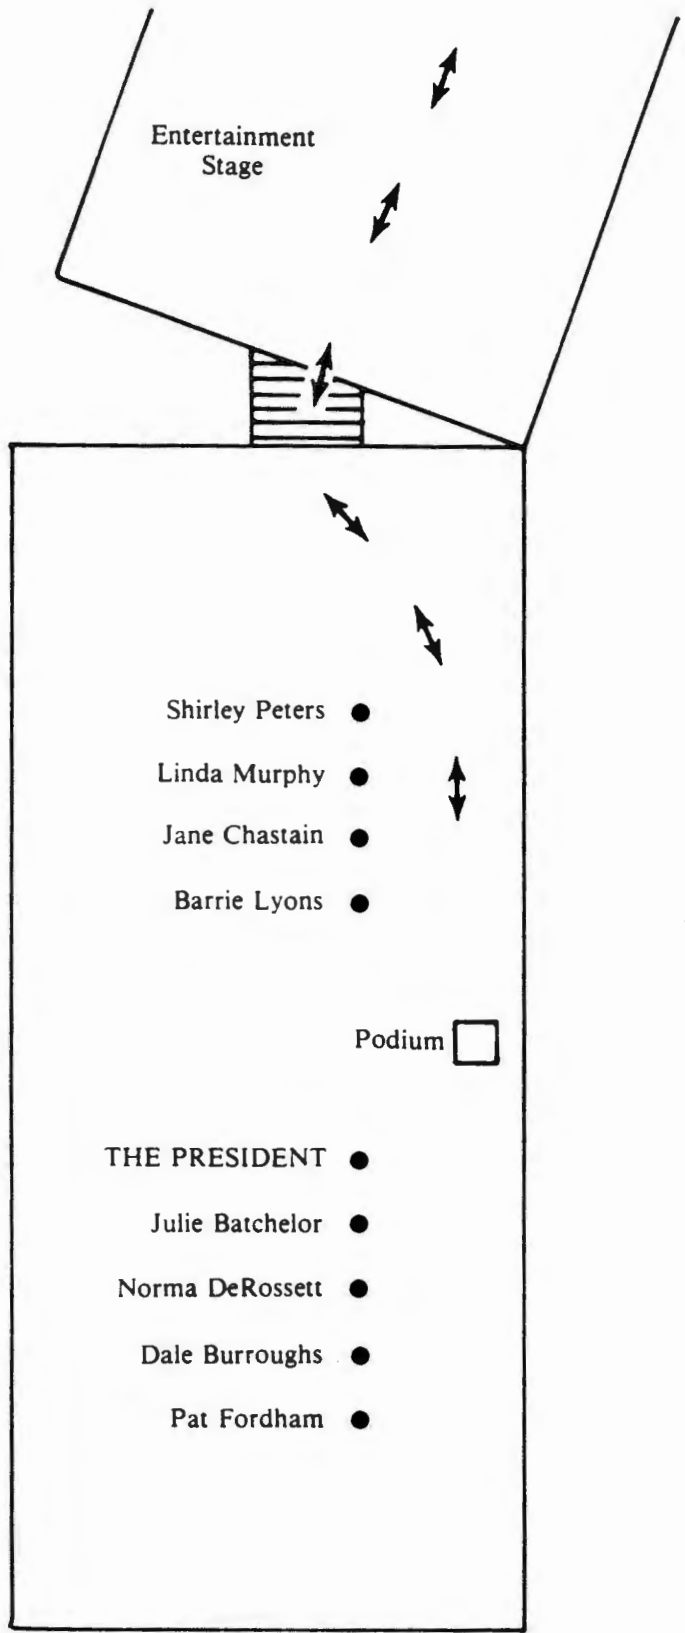 Entertainment
Stage
Shirley Peters
Linda Murphy
Jane Chastain
Barrie Lyons
Podium
THE PRESIDENT
Julie Batchelor
Norma DeRossett
Dale Burroughs
Pat Fordham